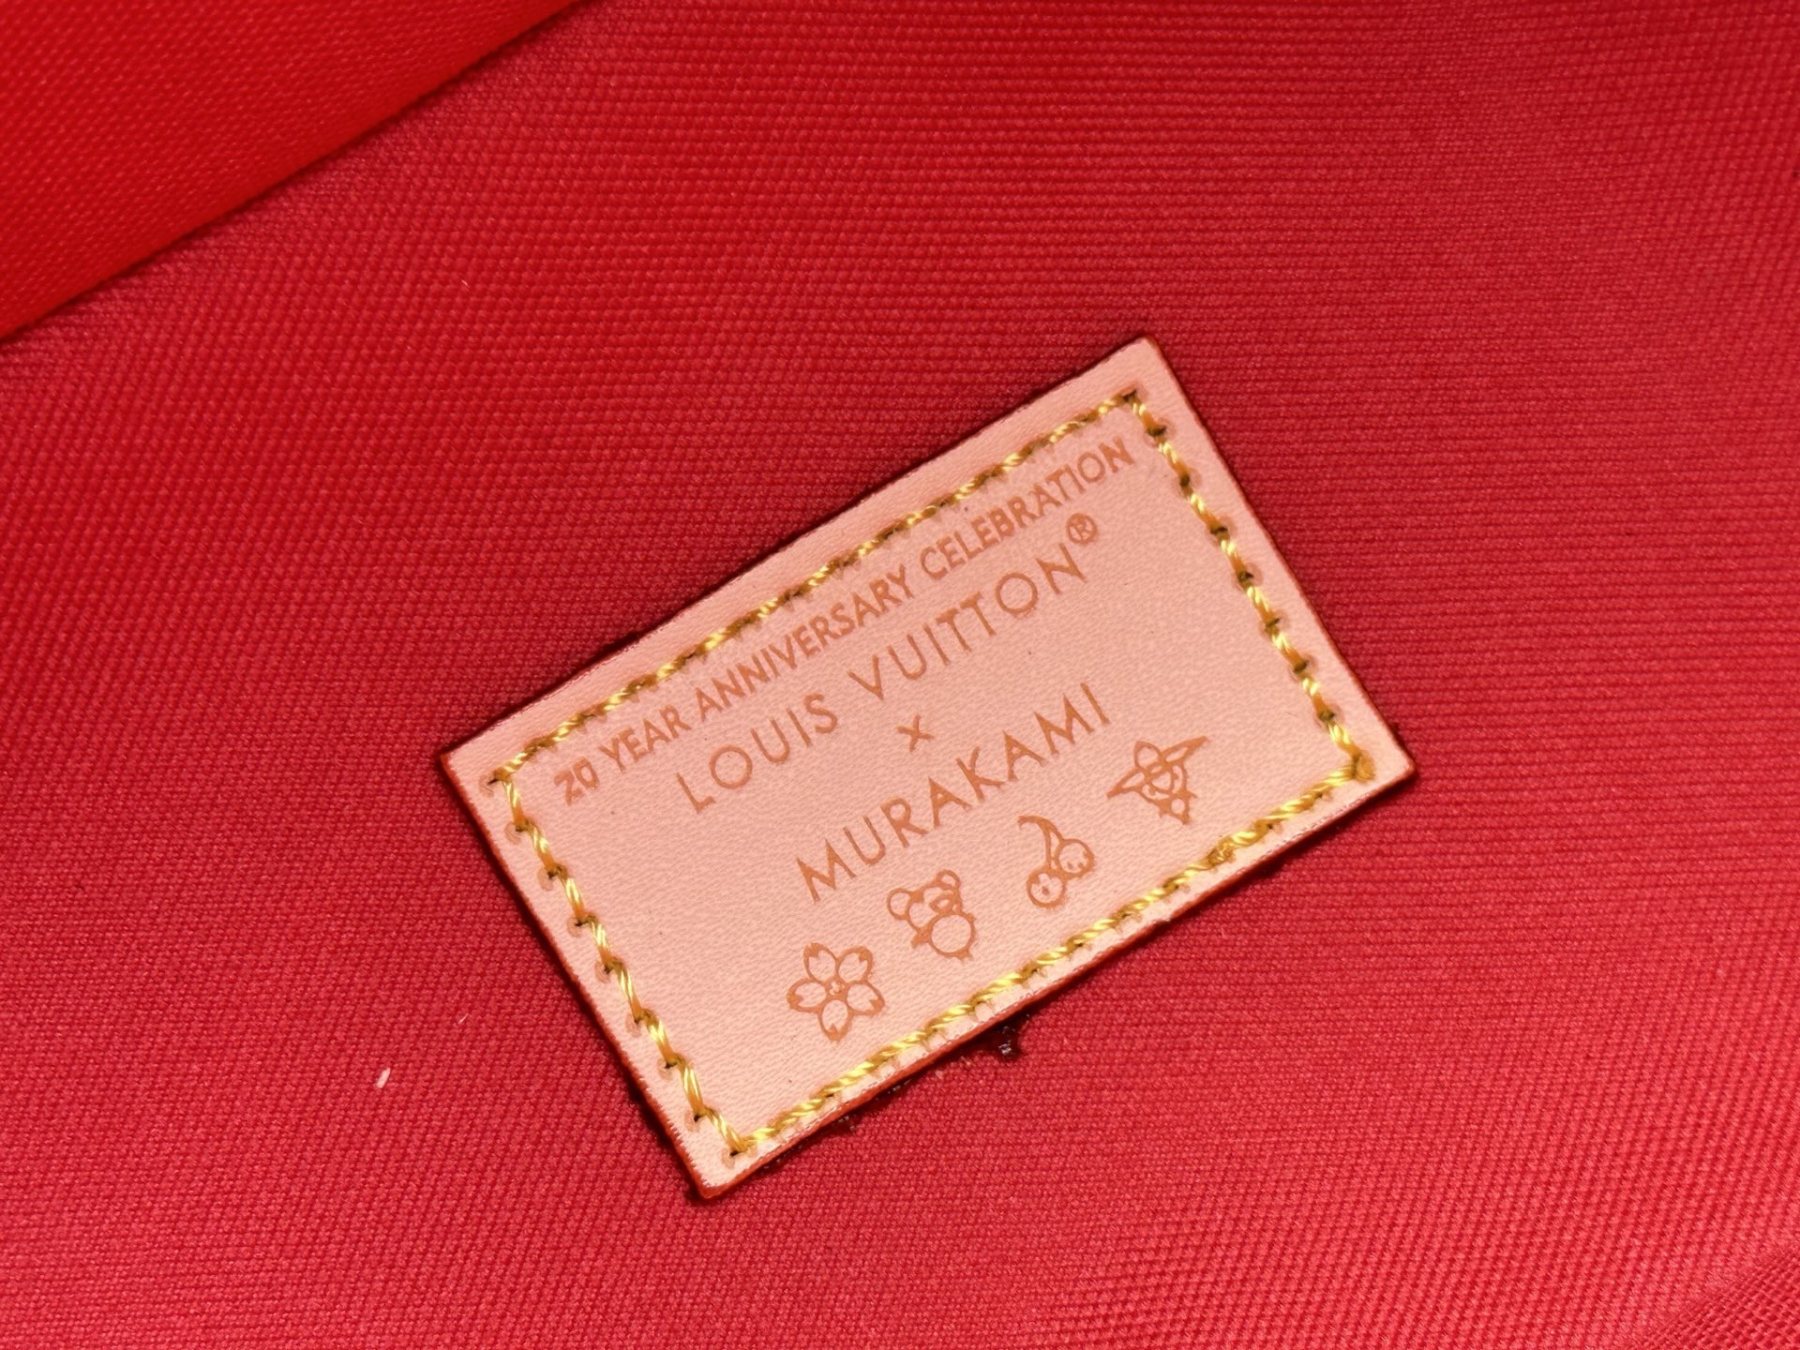 20 YEAR ANNIVERSARY CELEBRATION
LOUIS VUITTON®
×
MURAKAMI